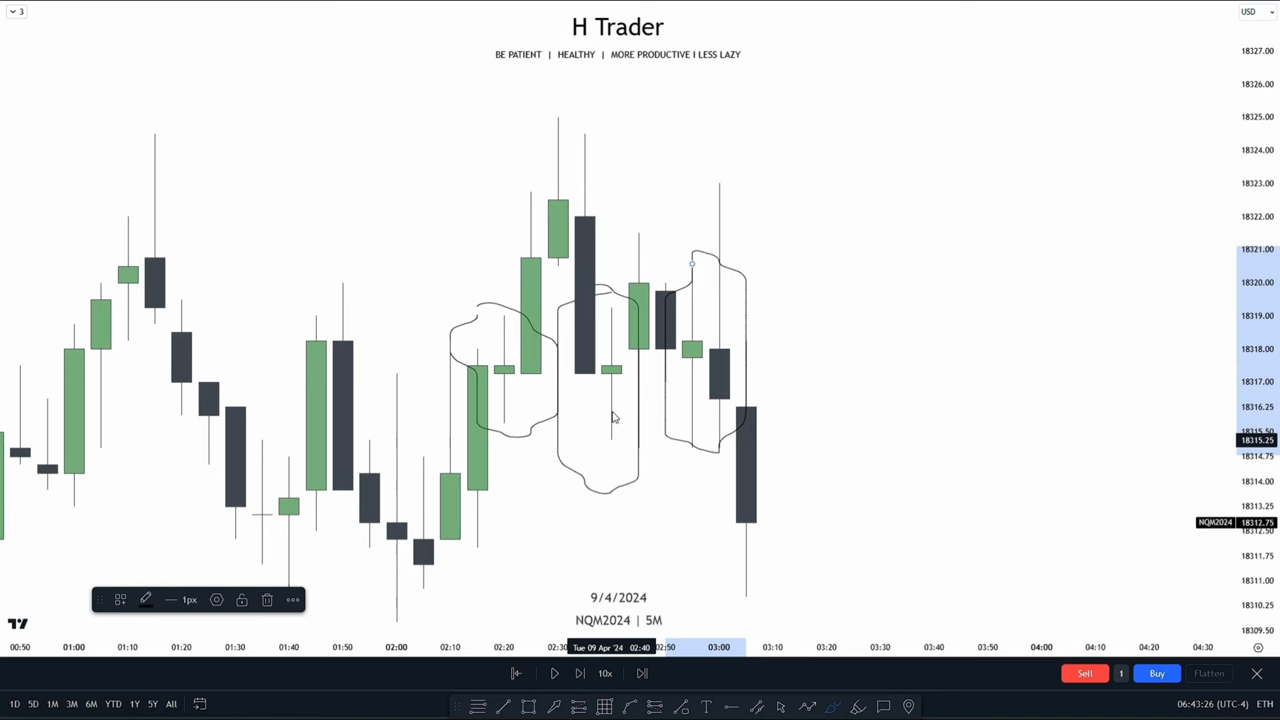 3
H Trader
USD
BE PATIENT | HEALTHY | MORE PRODUCTIVE I LESS LAZY
18327.00
18326.00
18325.00
18324.00
18323.00
18322.00
18321.00
18320.00
18319.00
18318.00
18317.00
18316.25
18315.50
18315.25
18314.75
18314.00
18313.25
NQM2024 18312.75
18312.50
18311.75
18311.00
18310.25
18309.50
1px
9/4/2024
NQM2024 | 5M
00:50 01:00 01:10 01:20 01:30 01:40 01:50 02:00 02:10 02:20 02:30 Tue 09 Apr '24 02:40 02:50 03:00 03:10 03:20 03:30 03:40 03:50 04:00 04:10 04:20 04:30
10x Sell 1 Buy Flatten
1D 5D 1M 3M 6M YTD 1Y 5Y All 06:43:26 (UTC-4) ETH